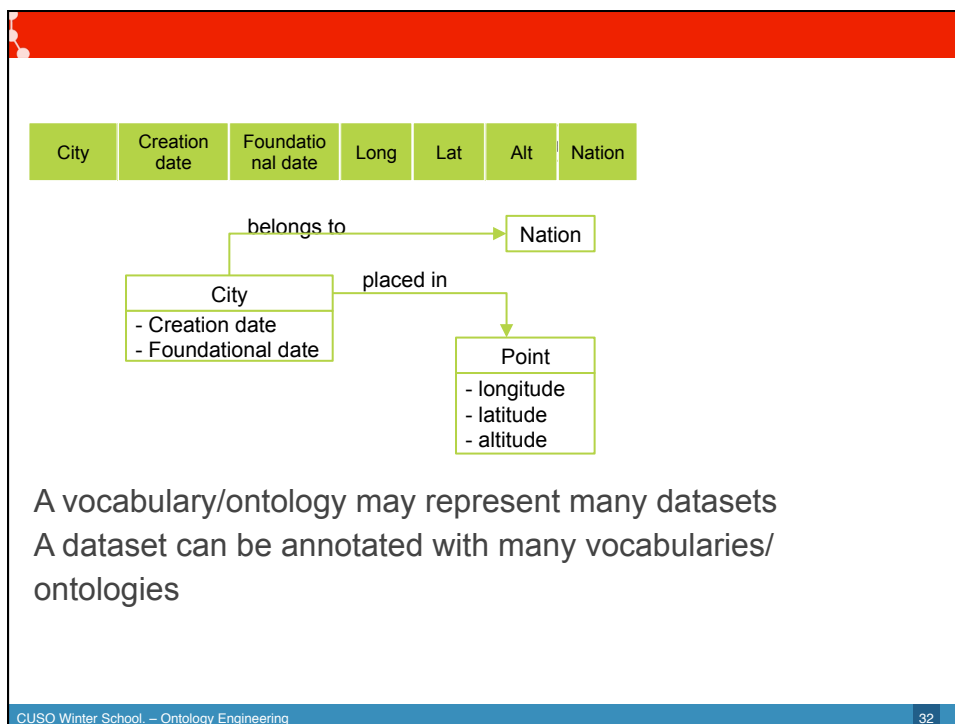 City
Creation
date
Foundatio
nal date
Long
Lat
Alt
Nation
belongs to
Nation
placed in
City
- Creation date
- Foundational date
Point
- longitude
- latitude
- altitude
A vocabulary/ontology may represent many datasets
A dataset can be annotated with many vocabularies/
ontologies
CUSO Winter School. – Ontology Engineering
32